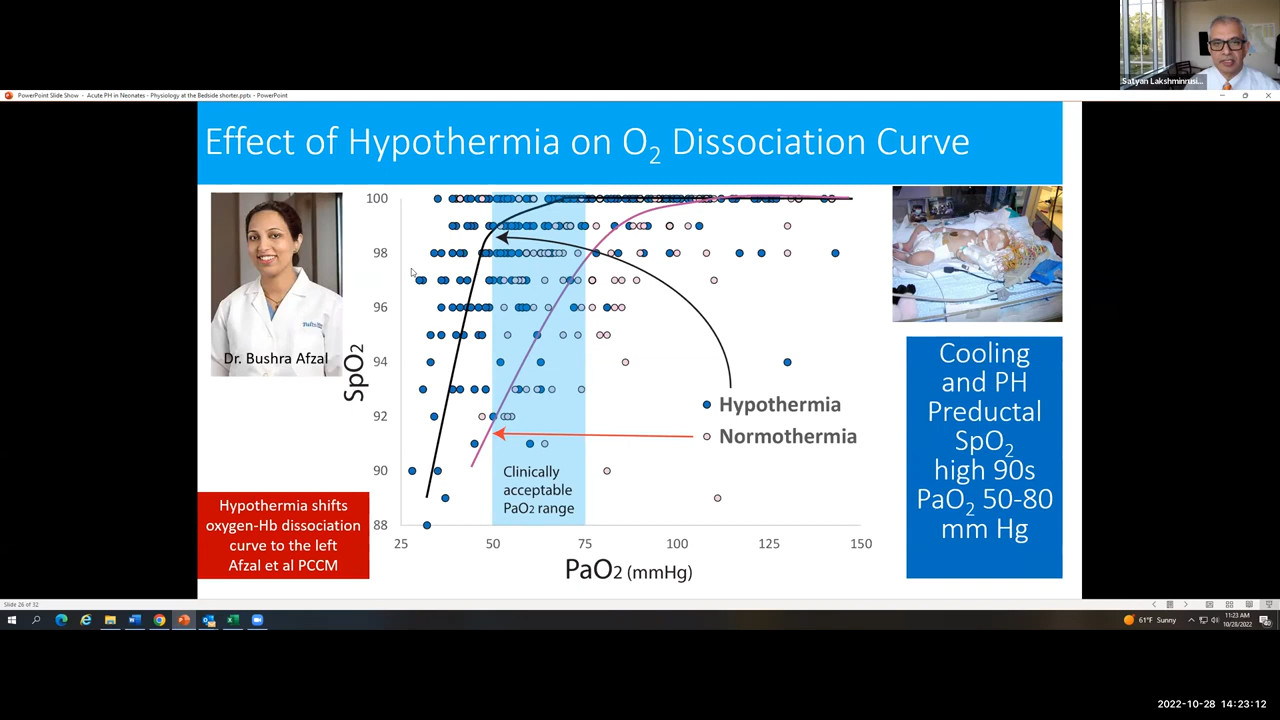 Satyan Lakshminrusi...
PowerPoint Slide Show - Acute PH in Neonates - Physiology at the Bedside shorter.pptx - PowerPoint
Effect of Hypothermia on O2 Dissociation Curve
Dr. Bushra Afzal
SpO2
100
98
96
94
92
90
88
25
50
75
100
125
150
PaO2 (mmHg)
Hypothermia
Normothermia
Clinically
acceptable
PaO2 range
Hypothermia shifts
oxygen-Hb dissociation
curve to the left
Afzal et al PCCM
Cooling
and PH
Preductal
SpO2
high 90s
PaO2 50-80
mm Hg
Slide 26 of 32
61°F Sunny
11:23 AM
10/28/2022
2022-10-28 14:23:12